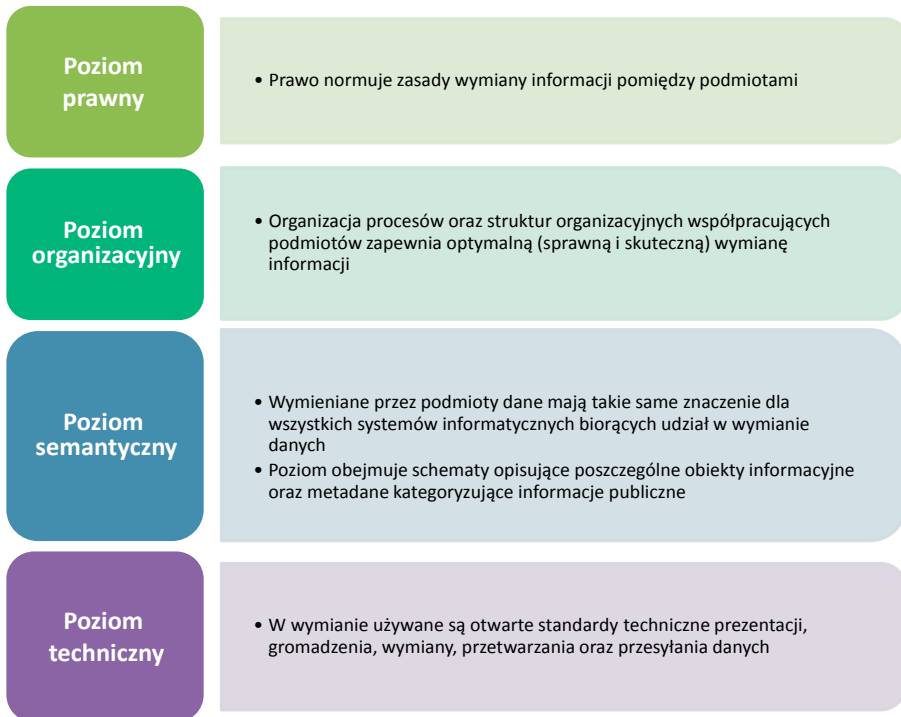 Poziom
prawny
• Prawo normuje zasady wymiany informacji pomiędzy podmiotami
Poziom
organizacyjny
• Organizacja procesów oraz struktur organizacyjnych współpracujących
podmiotów zapewnia optymalną (sprawną i skuteczną) wymianę
informacji
Poziom
semantyczny
• Wymieniane przez podmioty dane mają takie same znaczenie dla
wszystkich systemów informatycznych biorących udział w wymianie
danych
• Poziom obejmuje schematy opisujące poszczególne obiekty informacyjne
oraz metadane kategoryzujące informacje publiczne
Poziom
techniczny
• W wymianie używane są otwarte standardy techniczne prezentacji,
gromadzenia, wymiany, przetwarzania oraz przesyłania danych